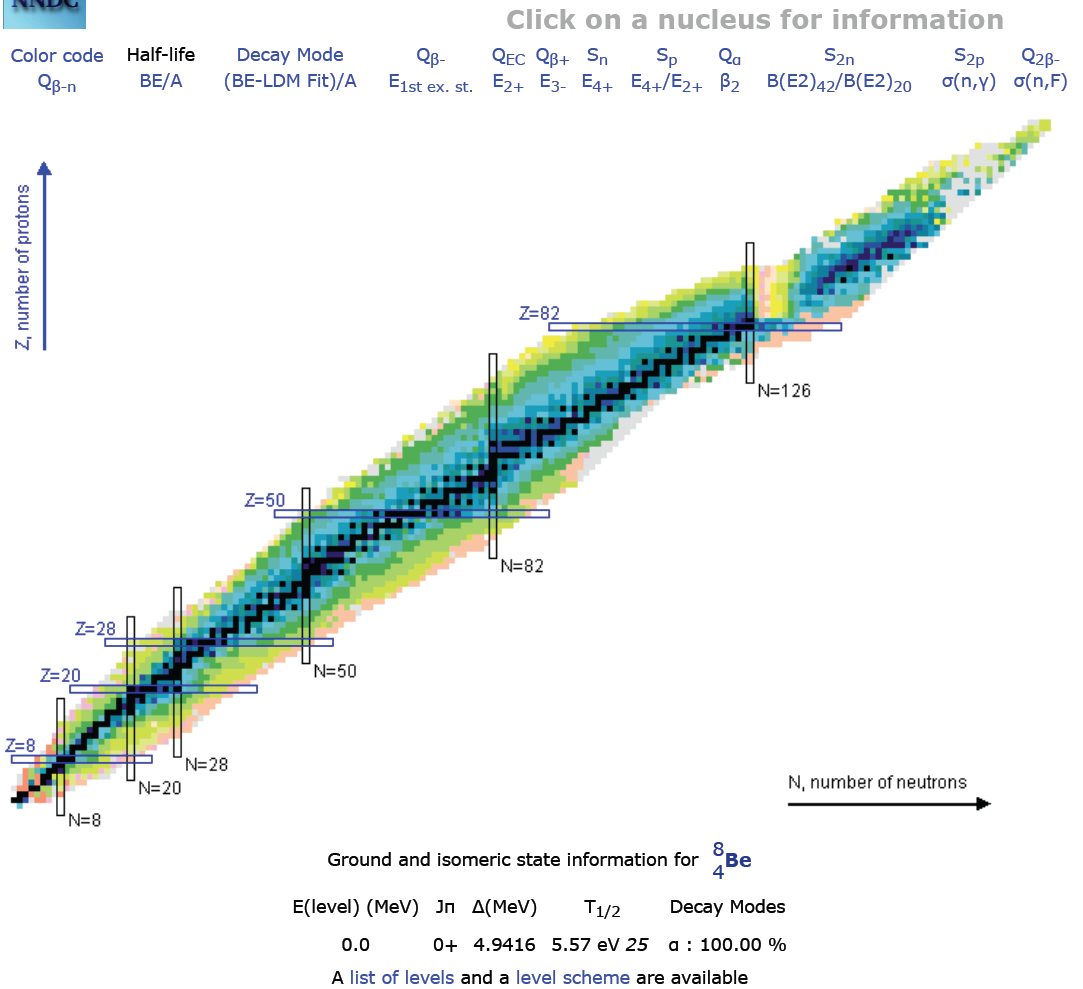 NNDC
Click on a nucleus for information
Color code Half-life Decay Mode Qβ- QEC Qβ+ Sn Sp Qα S2n S2p Q2β-
Qβ-n BE/A (BE-LDM Fit)/A E1st ex. st. E2+ E3- E4+ E4+/E2+ β2 B(E2)42/B(E2)20 σ(n,γ) σ(n,F)
Z, number of protons
Z=82
N=126
Z=50
N=82
Z=28
N=50
Z=20
Z=8
N=28
N=20
N=8
N, number of neutrons
Ground and isomeric state information for 8 4 Be
E(level) (MeV) Jπ Δ(MeV) T1/2 Decay Modes
0.0 0+ 4.9416 5.57 eV 25 α : 100.00 %
A list of levels and a level scheme are available